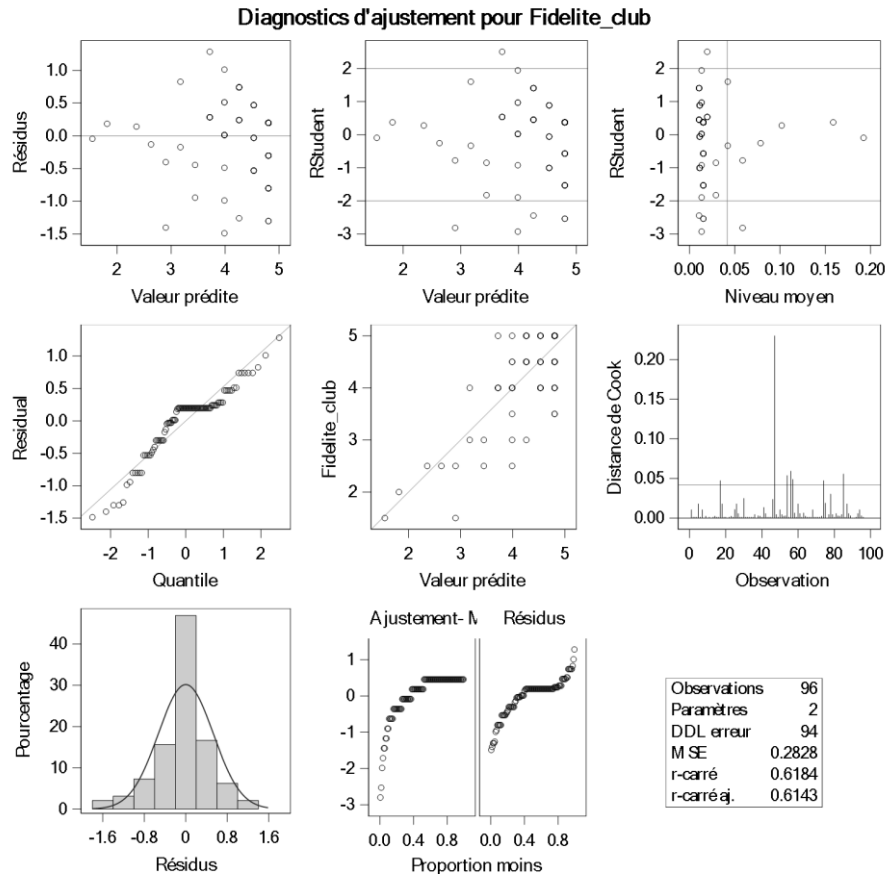 Diagnostics d'ajustement pour Fidelite_club
1.0
0.5
0.0
-0.5
-1.0
-1.5
Résidus
2 3 4 5
Valeur prédite
2
1
0
-1
-2
-3
RStudent
2 3 4 5
Valeur prédite
2
1
0
-1
-2
-3
RStudent
0.00 0.05 0.10 0.15 0.20
Niveau moyen
1.0
0.5
0.0
-0.5
-1.0
-1.5
Residual
-2 -1 0 1 2
Quantile
5
4
3
2
Fidelite_club
2 3 4 5
Valeur prédite
0.20
0.15
0.10
0.05
0.00
Distance de Cook
0 20 40 60 80 100
Observation
40
30
20
10
0
Pourcentage
-1.6 -0.8 0 0.8 1.6
Résidus
Ajustement- M Résidus
1
0
-1
-2
-3
0.0 0.4 0.8 0.0 0.4 0.8
Proportion moins
Observations 96
Paramètres 2
DDL erreur 94
MSE 0.2828
r-carré 0.6184
r-carré aj. 0.6143